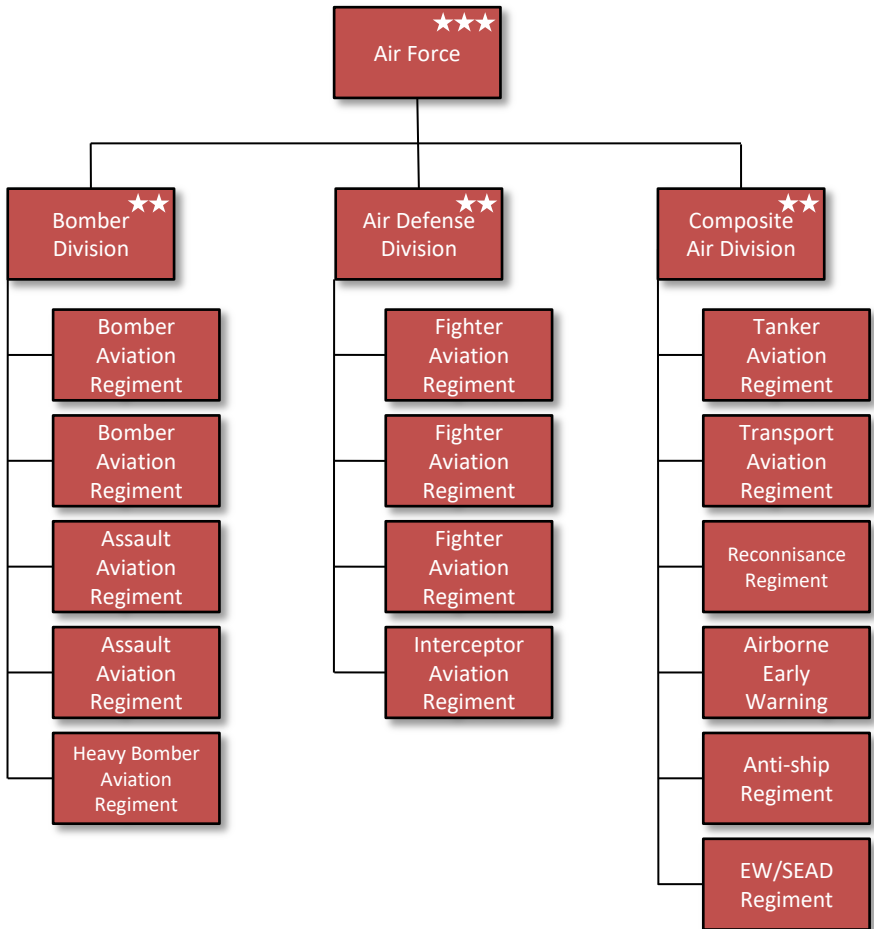 Air Force
Bomber
Division
Air Defense
Division
Composite
Air Division
Bomber
Aviation
Regiment
Bomber
Aviation
Regiment
Assault
Aviation
Regiment
Assault
Aviation
Regiment
Heavy Bomber
Aviation
Regiment
Fighter
Aviation
Regiment
Fighter
Aviation
Regiment
Fighter
Aviation
Regiment
Interceptor
Aviation
Regiment
Tanker
Aviation
Regiment
Transport
Aviation
Regiment
Reconnisance
Regiment
Airborne
Early
Warning
Anti-ship
Regiment
EW/SEAD
Regiment